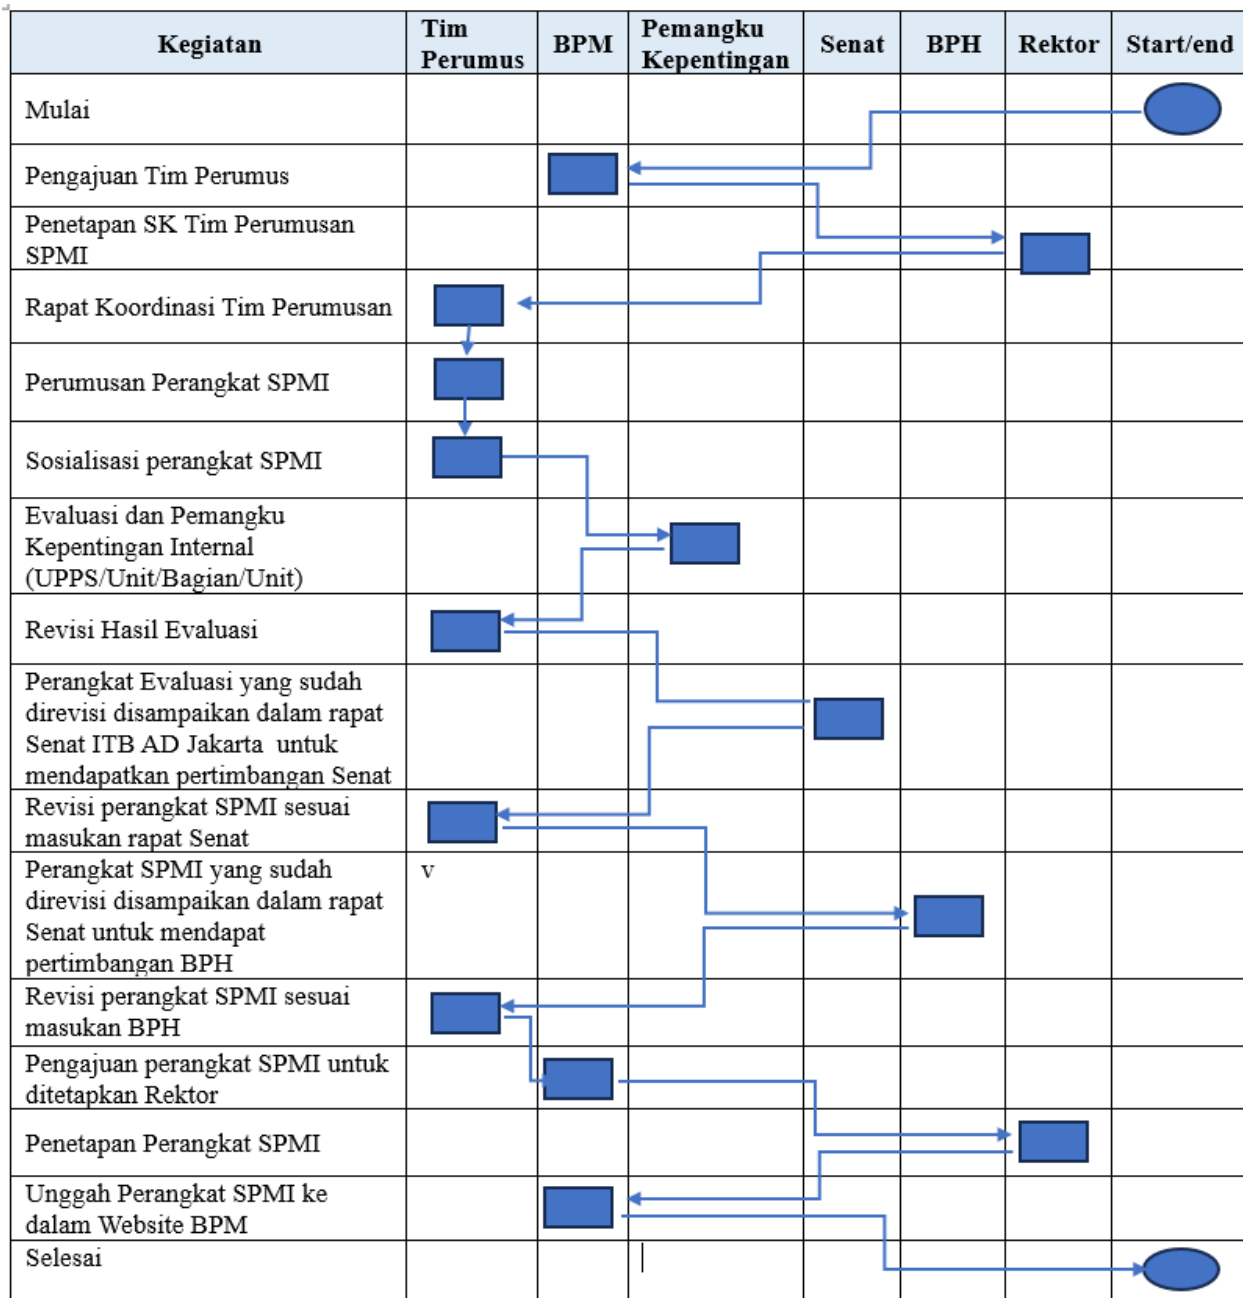 Kegiatan
Tim
Perumus
BPM
Pemangku
Kepentingan
Senat
BPH
Rektor
Start/end
Mulai
Pengajuan Tim Perumus
Penetapan SK Tim Perumusan
SPMI
Rapat Koordinasi Tim Perumusan
Perumusan Perangkat SPMI
Sosialisasi perangkat SPMI
Evaluasi dan Pemangku
Kepentingan Internal
(UPPS/Unit/Bagian/Unit)
Revisi Hasil Evaluasi
Perangkat Evaluasi yang sudah
direvisi disampaikan dalam rapat
Senat ITB AD Jakarta untuk
mendapatkan pertimbangan Senat
Revisi perangkat SPMI sesuai
masukan rapat Senat
Perangkat SPMI yang sudah
direvisi disampaikan dalam rapat
Senat untuk mendapat
pertimbangan BPH
v
Revisi perangkat SPMI sesuai
masukan BPH
Pengajuan perangkat SPMI untuk
ditetapkan Rektor
Penetapan Perangkat SPMI
Unggah Perangkat SPMI ke
dalam Website BPM
Selesai